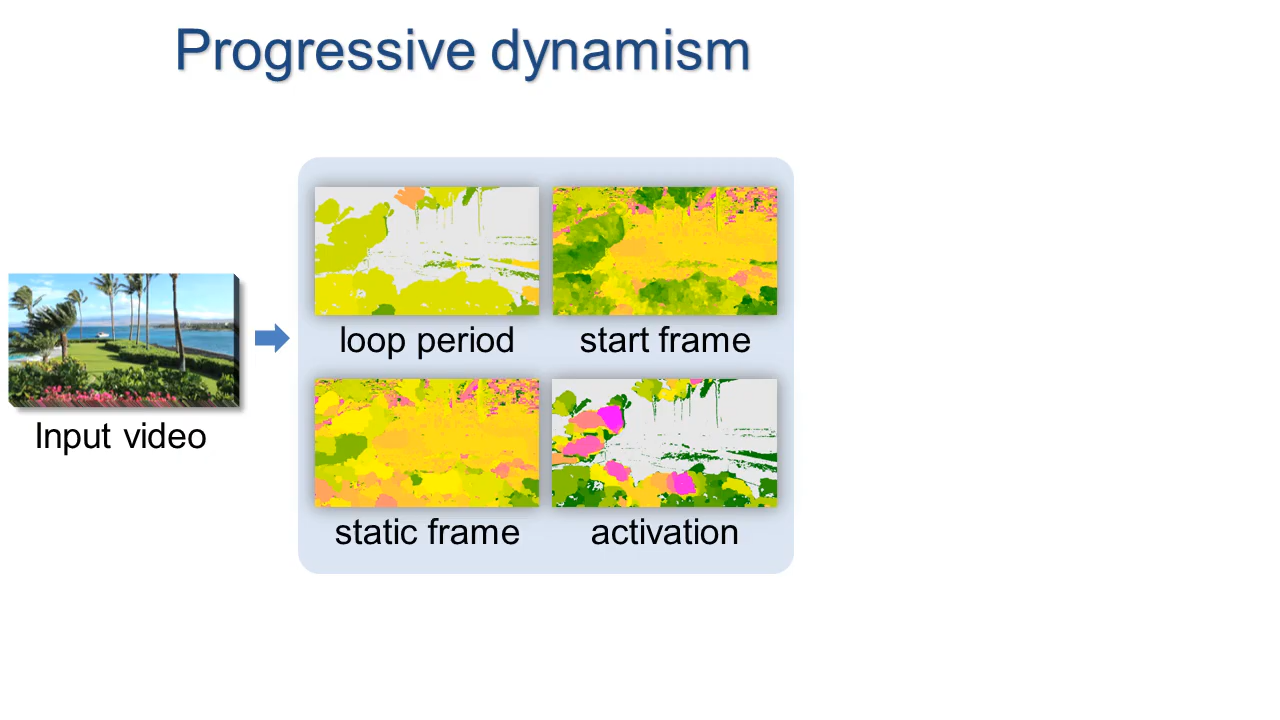 Progressive dynamism
loop period
start frame
Input video
static frame
activation